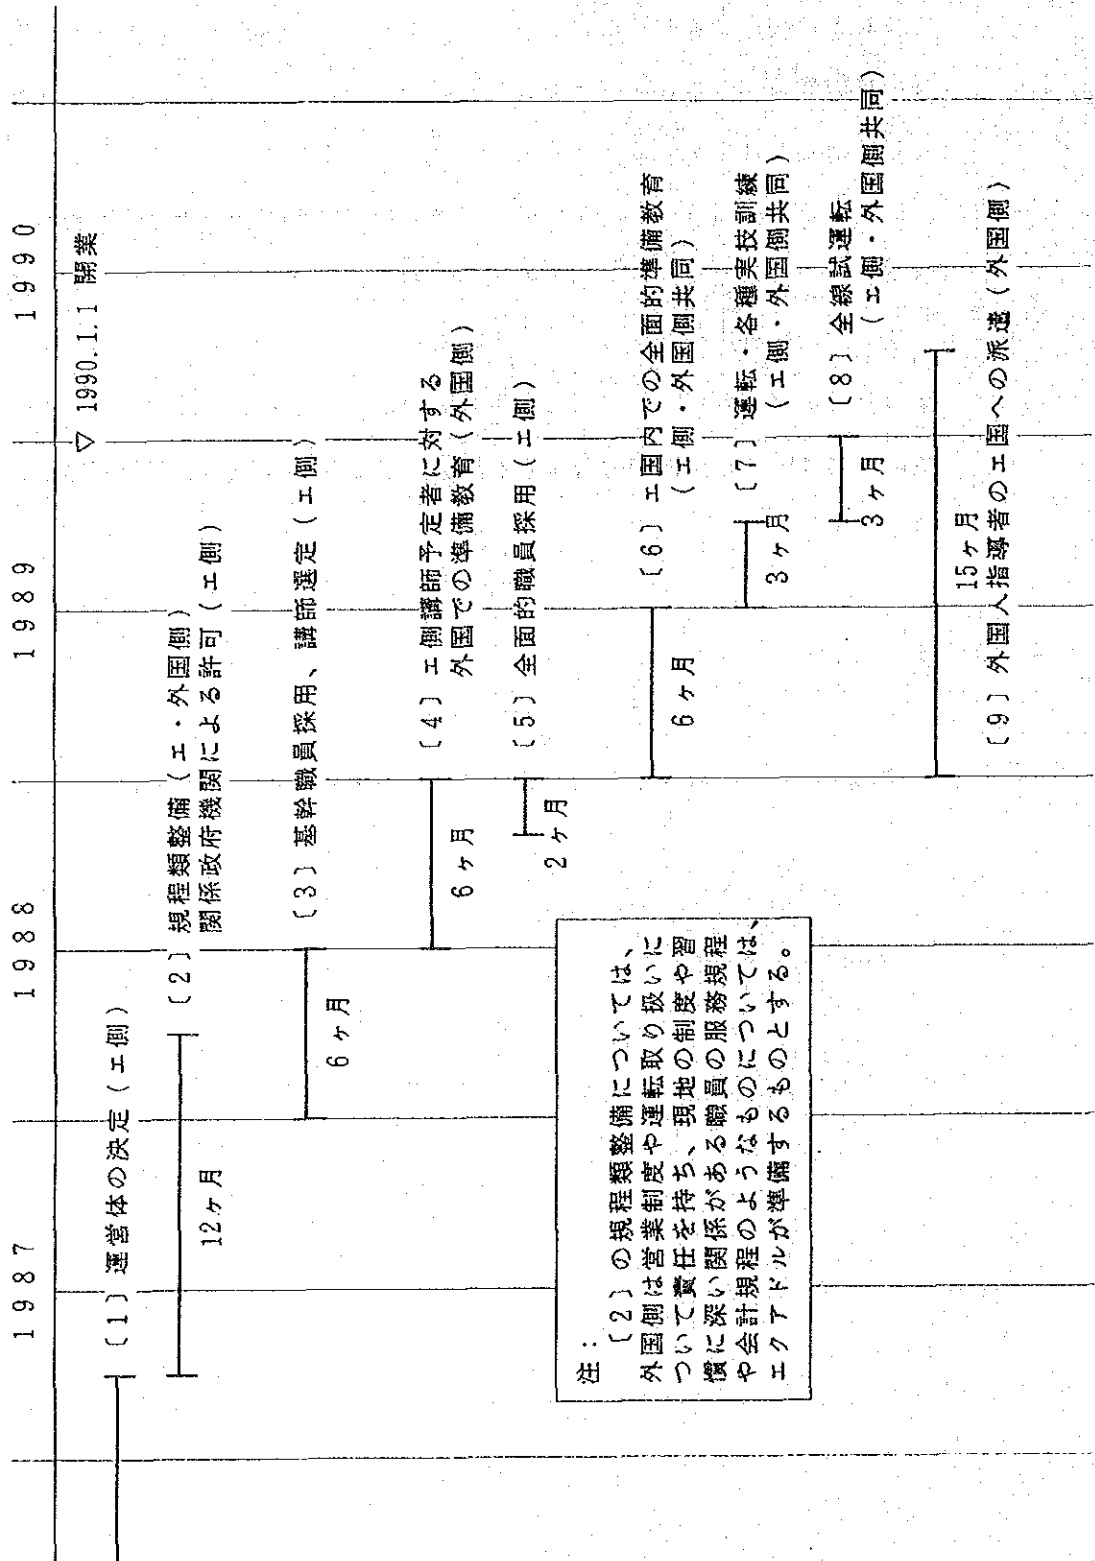 1987 1988 1989 1990
▽ 1990.1.1 開業
〔1〕運営体の決定（エ側）
〔2〕規程類整備（エ・外国側）
関係政府機関による許可（エ側）
12ヶ月
〔3〕基幹職員採用、講師選定（エ側）
6ヶ月
〔4〕エ側講師予定者に対する
外国での準備教育（外国側）
6ヶ月
〔5〕全面的職員採用（エ側）
2ヶ月
〔6〕エ国内での全面的準備教育
（エ側・外国側共同）
6ヶ月
〔7〕運転・各種実技訓練
（エ側・外国側共同）
3ヶ月
〔8〕全線試運転
（エ側・外国側共同）
3ヶ月
15ヶ月
〔9〕外国人指導者のエ国への派遣（外国側）
注：
〔2〕の規程類整備については、
外国側は営業制度や運転取り扱いに
ついて責任を持ち、現地の制度や習
慣に深い関係がある職員の服務規程
や会計規程のようなものについては、
エクアドルが準備するものとする。